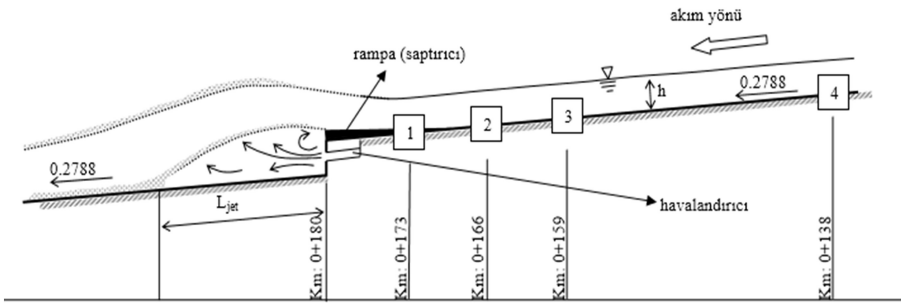 akım yönü
rampa (saptırıcı)
0.2788
h
1
2
3
4
0.2788
L_jet
havalandırıcı
Km: 0+180
Km: 0+173
Km: 0+166
Km: 0+159
Km: 0+138